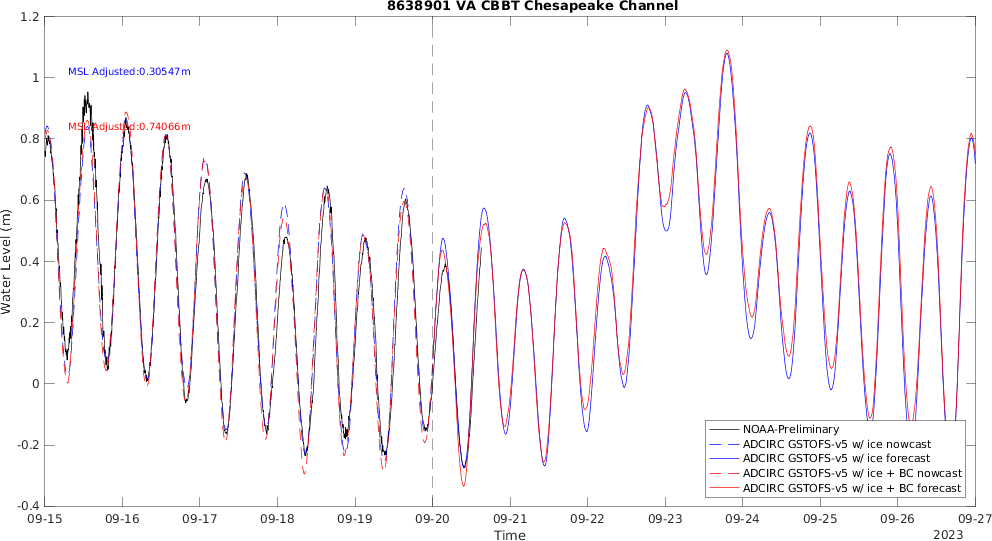 8638901 VA CBBT Chesapeake Channel
1.2
1
0.8
0.6
0.4
0.2
0
-0.2
-0.4
Water Level (m)
MSL Adjusted:0.30547m
MSL Adjusted:0.74066m
NOAA-Preliminary
ADCIRC GSTOFS-v5 w/ ice nowcast
ADCIRC GSTOFS-v5 w/ ice forecast
ADCIRC GSTOFS-v5 w/ ice + BC nowcast
ADCIRC GSTOFS-v5 w/ ice + BC forecast
09-15 09-16 09-17 09-18 09-19 09-20 09-21 09-22 09-23 09-24 09-25 09-26 09-27
Time
2023